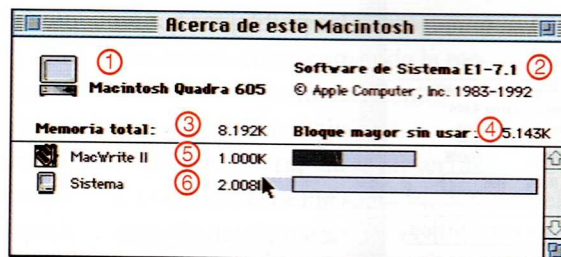 Acerca de este Macintosh
①
Software de Sistema E1-7.1 ②
Macintosh Quadra 605
© Apple Computer, Inc. 1983-1992
Memoria total: ③ 8.192K Bloque mayor sin usar: ④ 5.143K
MacWrite II ⑤ 1.000K
Sistema ⑥ 2.008K